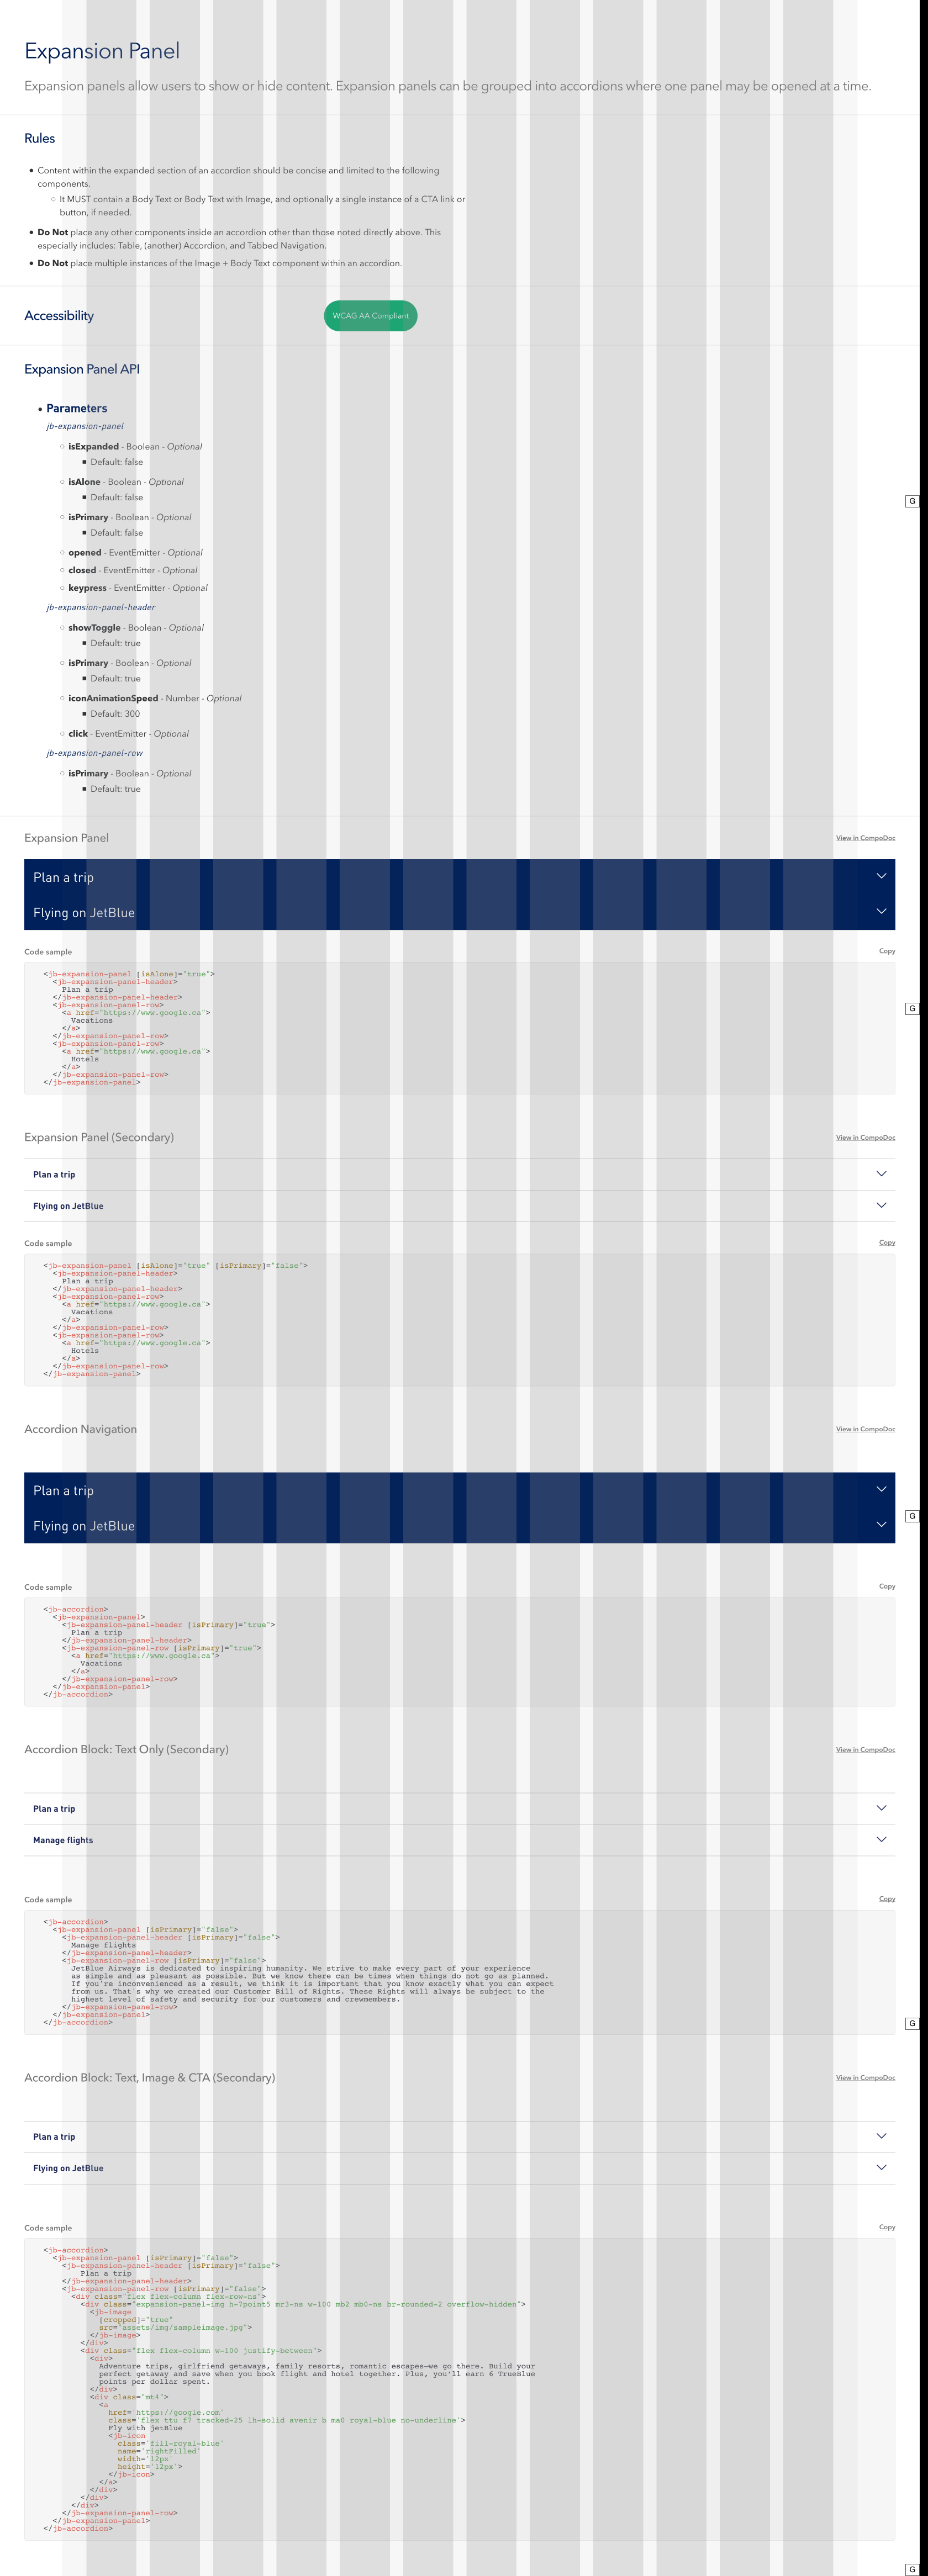 Expansion Panel
Expansion panels allow users to show or hide content. Expansion panels can be grouped into accordions where one panel may be opened at a time.
Rules
Content within the expanded section of an accordion should be concise and limited to the following
components.
It MUST contain a Body Text or Body Text with Image, and optionally a single instance of a CTA link or
button, if needed.
Do Not place any other components inside an accordion other than those noted directly above. This
especially includes: Table, (another) Accordion, and Tabbed Navigation.
Do Not place multiple instances of the Image + Body Text component within an accordion.
Accessibility
WCAG AA Compliant
Expansion Panel API
Parameters
jb-expansion-panel
isExpanded - Boolean - Optional
Default: false
isAlone - Boolean - Optional
Default: false
G
isPrimary - Boolean - Optional
Default: false
opened - EventEmitter - Optional
closed - EventEmitter - Optional
keypress - EventEmitter - Optional
jb-expansion-panel-header
showToggle - Boolean - Optional
Default: true
isPrimary - Boolean - Optional
Default: true
iconAnimationSpeed - Number - Optional
Default: 300
click - EventEmitter - Optional
jb-expansion-panel-row
isPrimary - Boolean - Optional
Default: true
Expansion Panel
View in CompoDoc
Plan a trip
Flying on JetBlue
Code sample
Copy
<jb-expansion-panel [isAlone]="true">
<jb-expansion-panel-header>
Plan a trip
</jb-expansion-panel-header>
<jb-expansion-panel-row>
<a href="https://www.google.ca">
Vacations
</a>
</jb-expansion-panel-row>
<jb-expansion-panel-row>
<a href="https://www.google.ca">
Hotels
</a>
</jb-expansion-panel-row>
</jb-expansion-panel>
G
Expansion Panel (Secondary)
View in CompoDoc
Plan a trip
Flying on JetBlue
Code sample
Copy
<jb-expansion-panel [isAlone]="true" [isPrimary]="false">
<jb-expansion-panel-header>
Plan a trip
</jb-expansion-panel-header>
<jb-expansion-panel-row>
<a href="https://www.google.ca">
Vacations
</a>
</jb-expansion-panel-row>
<jb-expansion-panel-row>
<a href="https://www.google.ca">
Hotels
</a>
</jb-expansion-panel-row>
</jb-expansion-panel>
Accordion Navigation
View in CompoDoc
Plan a trip
Flying on JetBlue
G
Code sample
Copy
<jb-accordion>
<jb-expansion-panel>
<jb-expansion-panel-header [isPrimary]="true">
Plan a trip
</jb-expansion-panel-header>
<jb-expansion-panel-row [isPrimary]="true">
<a href="https://www.google.ca">
Vacations
</a>
</jb-expansion-panel-row>
</jb-expansion-panel>
</jb-accordion>
Accordion Block: Text Only (Secondary)
View in CompoDoc
Plan a trip
Manage flights
Code sample
Copy
<jb-accordion>
<jb-expansion-panel [isPrimary]="false">
<jb-expansion-panel-header [isPrimary]="false">
Manage flights
</jb-expansion-panel-header>
<jb-expansion-panel-row [isPrimary]="false">
JetBlue Airways is dedicated to inspiring humanity. We strive to make every part of your experience
as simple and as pleasant as possible. But we know there can be times when things do not go as planned.
If you're inconvenienced as a result, we think it is important that you know exactly what you can expect
from us. That's why we created our Customer Bill of Rights. These Rights will always be subject to the
highest level of safety and security for our customers and crewmembers.
</jb-expansion-panel-row>
</jb-expansion-panel>
</jb-accordion>
G
Accordion Block: Text, Image & CTA (Secondary)
View in CompoDoc
Plan a trip
Flying on JetBlue
Code sample
Copy
<jb-accordion>
<jb-expansion-panel [isPrimary]="false">
<jb-expansion-panel-header [isPrimary]="false">
Plan a trip
</jb-expansion-panel-header>
<jb-expansion-panel-row [isPrimary]="false">
<div class="flex flex-column flex-row-ns">
<div class="expansion-panel-img h-7point5 mr3-ns w-100 mb2 mb0-ns br-rounded-2 overflow-hidden">
<jb-image
[cropped]="true"
src="assets/img/sampleimage.jpg">
</jb-image>
</div>
<div class="flex flex-column w-100 justify-between">
<div>
Adventure trips, girlfriend getaways, family resorts, romantic escapes—we go there. Build your
perfect getaway and save when you book flight and hotel together. Plus, you'll earn 6 TrueBlue
points per dollar spent.
</div>
<div class="mt4">
<a
href='https://google.com'
class='flex ttu f7 tracked-25 lh-solid avenir b ma0 royal-blue no-underline'>
Fly with jetBlue
<jb-icon
class='fill-royal-blue'
name='rightFilled'
width='12px'
height='12px'>
</jb-icon>
</a>
</div>
</div>
</div>
</jb-expansion-panel-row>
</jb-expansion-panel>
</jb-accordion>
G